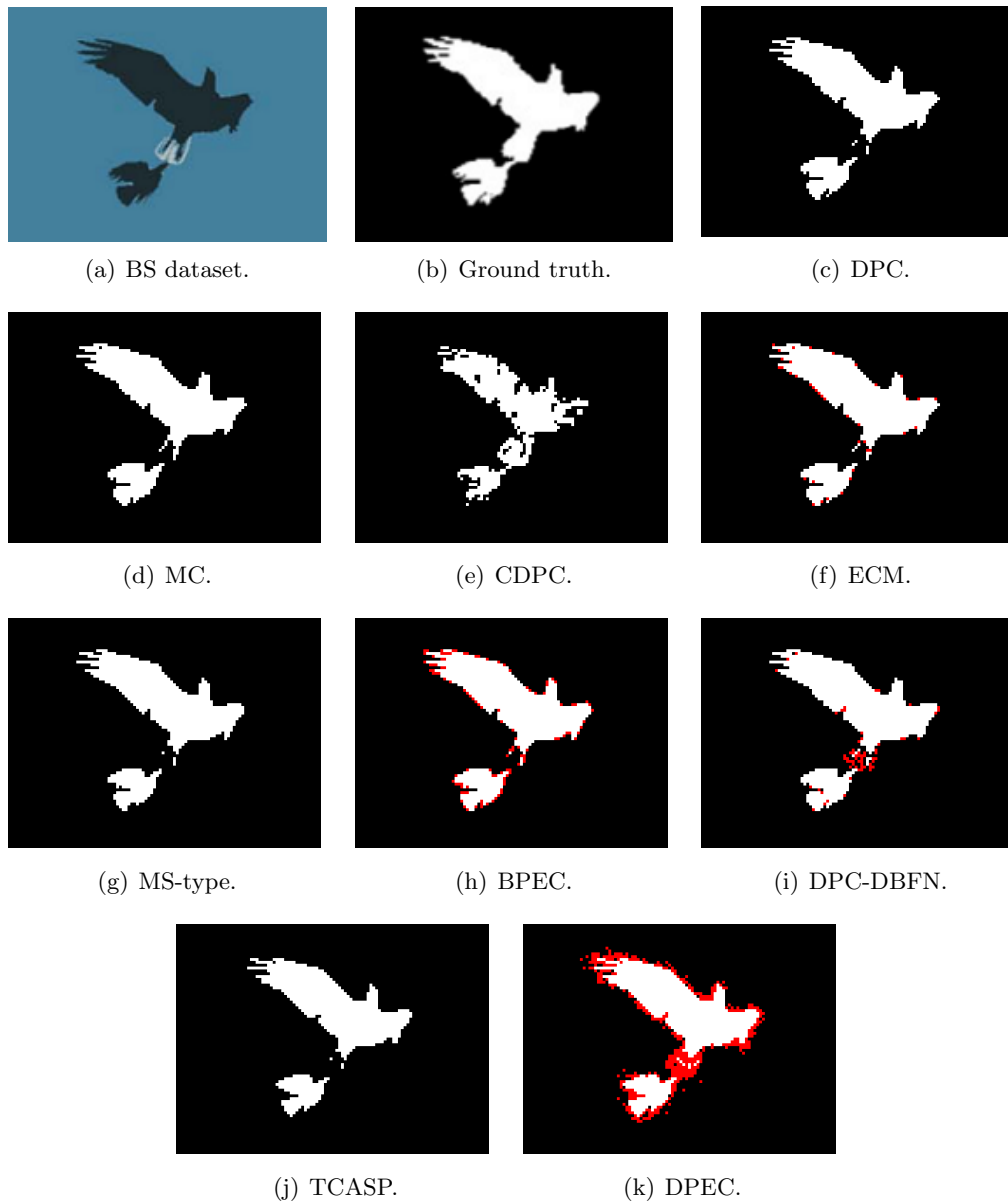 (a) BS dataset.
(b) Ground truth.
(c) DPC.
(d) MC.
(e) CDPC.
(f) ECM.
(g) MS-type.
(h) BPEC.
(i) DPC-DBFN.
(j) TCASP.
(k) DPEC.